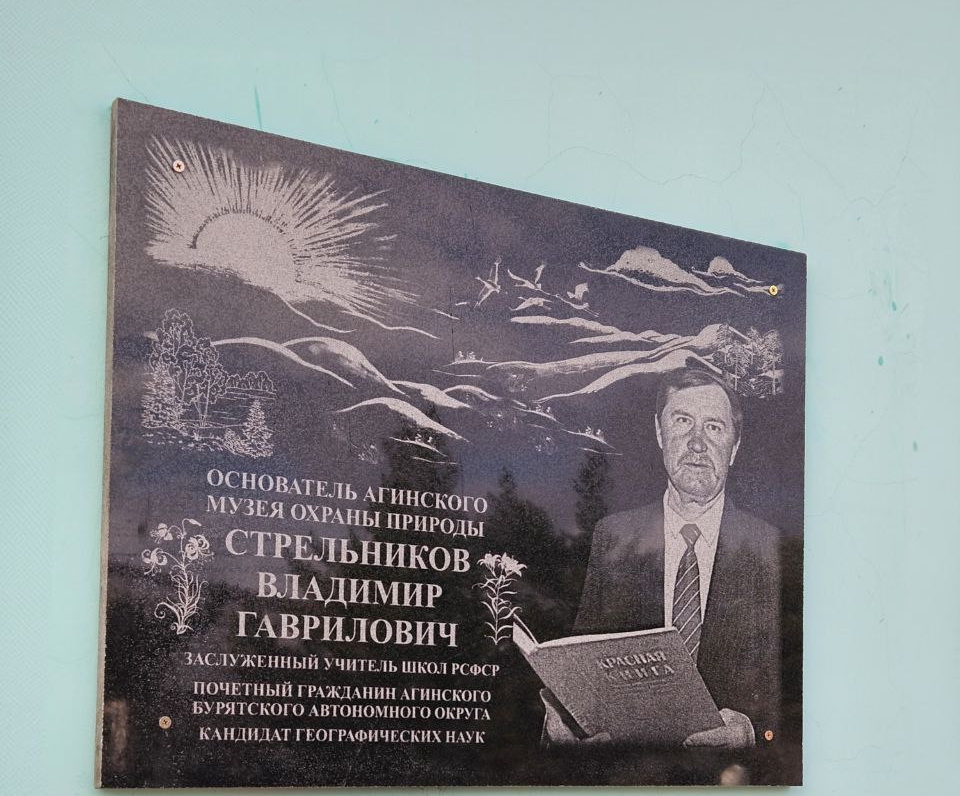 ОСНОВАТЕЛЬ АГИНСКОГО
МУЗЕЯ ОХРАНЫ ПРИРОДЫ
СТРЕЛЬНИКОВ
ВЛАДИМИР
ГАВРИЛОВИЧ
ЗАСЛУЖЕННЫЙ УЧИТЕЛЬ ШКОЛ РСФСР
ПОЧЕТНЫЙ ГРАЖДАНИН АГИНСКОГО
БУРЯТСКОГО АВТОНОМНОГО ОКРУГА
КАНДИДАТ ГЕОГРАФИЧЕСКИХ НАУК
КРАСНАЯ
КНИГА